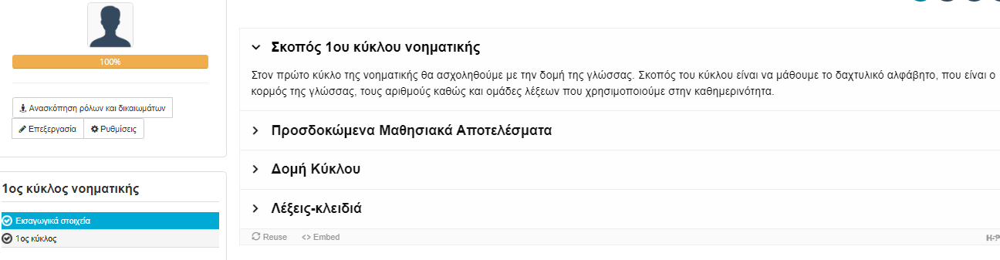 100%
Ανασκόπηση ρόλων και δικαιωμάτων
Επεξεργασία
Ρυθμίσεις
1ος κύκλος νοηματικής
Εισαγωγικά στοιχεία
1ος κύκλος
Σκοπός 1ου κύκλου νοηματικής
Στον πρώτο κύκλο της νοηματικής θα ασχοληθούμε με την δομή της γλώσσας. Σκοπός του κύκλου είναι να μάθουμε το δαχτυλικό αλφάβητο, που είναι ο
κορμός της γλώσσας, τους αριθμούς καθώς και ομάδες λέξεων που χρησιμοποιούμε στην καθημερινότητα.
Προσδοκώμενα Μαθησιακά Αποτελέσματα
Δομή Κύκλου
Λέξεις-κλειδιά
Reuse
<> Embed